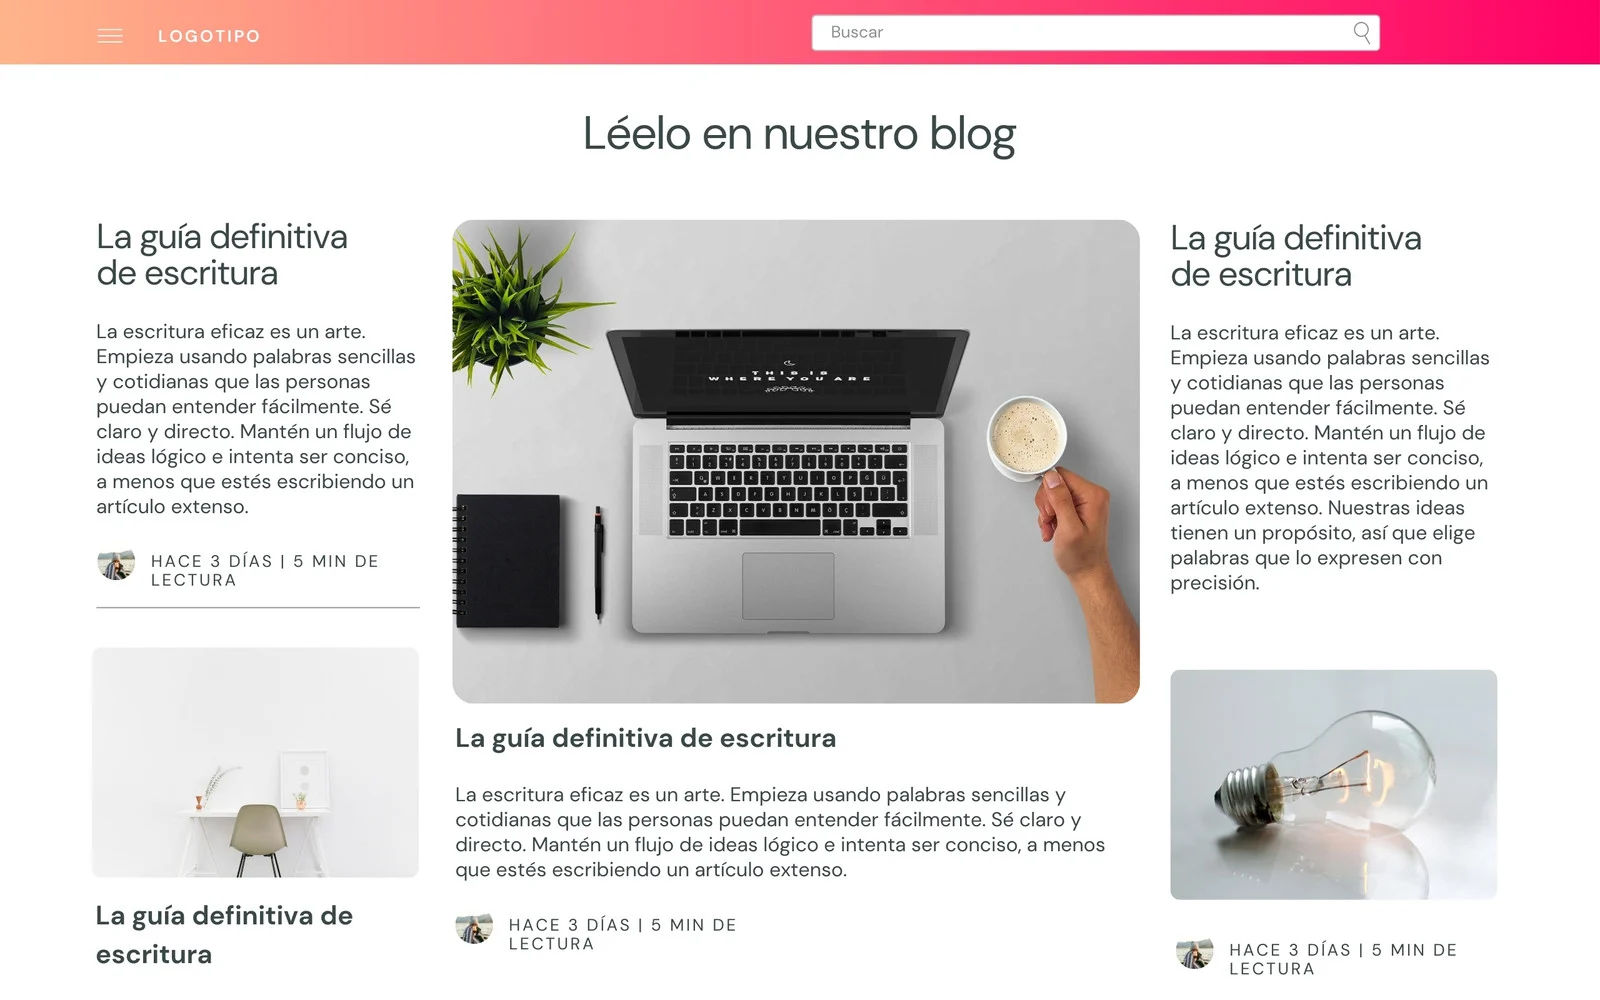 LOGOTIPO
Buscar
Léelo en nuestro blog
La guía definitiva
de escritura
La escritura eficaz es un arte.
Empieza usando palabras sencillas
y cotidianas que las personas
puedan entender fácilmente. Sé
claro y directo. Mantén un flujo de
ideas lógico e intenta ser conciso,
a menos que estés escribiendo un
artículo extenso.
HACE 3 DÍAS | 5 MIN DE
LECTURA
La guía definitiva de
escritura
THIS IS
WHERE YOU ARE
La guía definitiva de escritura
La escritura eficaz es un arte. Empieza usando palabras sencillas y
cotidianas que las personas puedan entender fácilmente. Sé claro y
directo. Mantén un flujo de ideas lógico e intenta ser conciso, a menos
que estés escribiendo un artículo extenso.
HACE 3 DÍAS | 5 MIN DE
LECTURA
La guía definitiva
de escritura
La escritura eficaz es un arte.
Empieza usando palabras sencillas
y cotidianas que las personas
puedan entender fácilmente. Sé
claro y directo. Mantén un flujo de
ideas lógico e intenta ser conciso,
a menos que estés escribiendo un
artículo extenso. Nuestras ideas
tienen un propósito, así que elige
palabras que lo expresen con
precisión.
HACE 3 DÍAS | 5 MIN DE
LECTURA